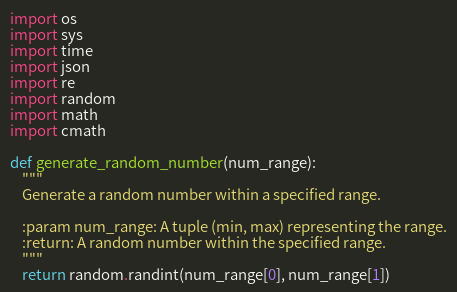 import os
import sys
import time
import json
import re
import random
import math
import cmath

def generate_random_number(num_range):
    """
    Generate a random number within a specified range.

    :param num_range: A tuple (min, max) representing the range.
    :return: A random number within the specified range.
    """
    return random.randint(num_range[0], num_range[1])